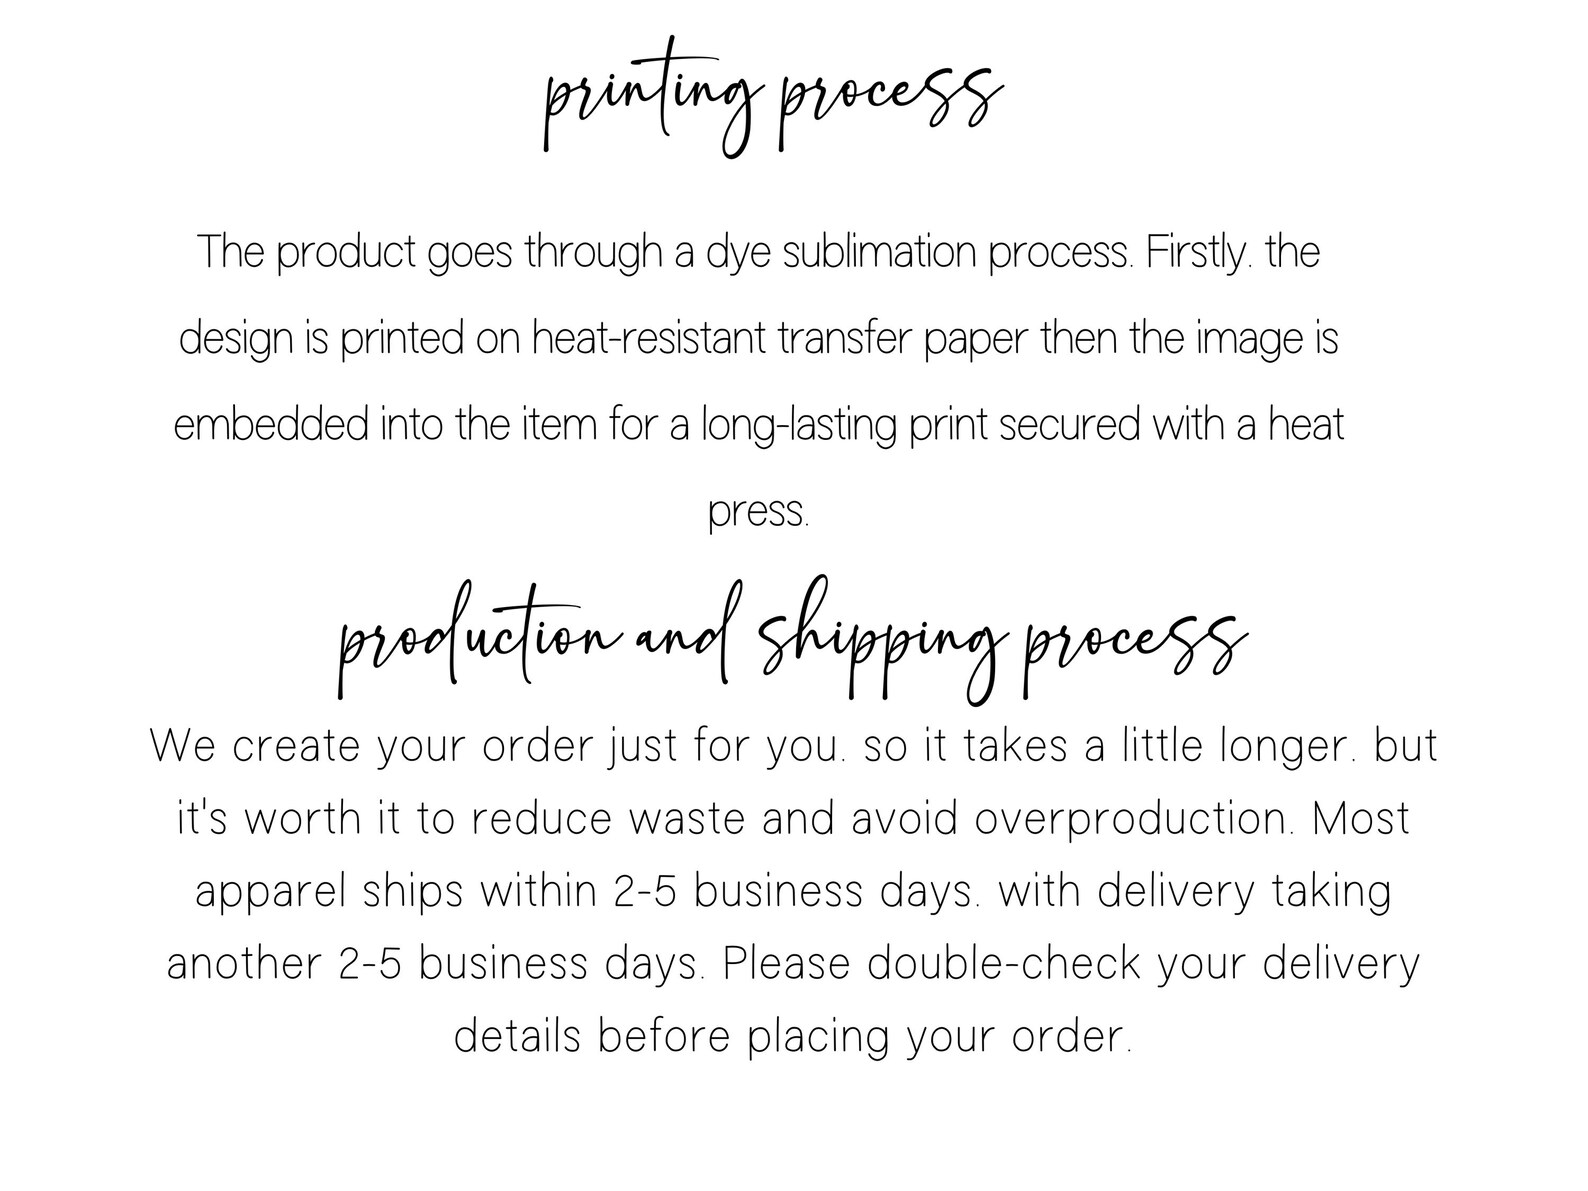 printing process
The product goes through a dye sublimation process. Firstly. the
design is printed on heat-resistant transfer paper then the image is
embedded into the item for a long-lasting print secured with a heat
press.
production and shipping process
We create your order just for you. so it takes a little longer. but
it's worth it to reduce waste and avoid overproduction. Most
apparel ships within 2-5 business days. with delivery taking
another 2-5 business days. Please double-check your delivery
details before placing your order.